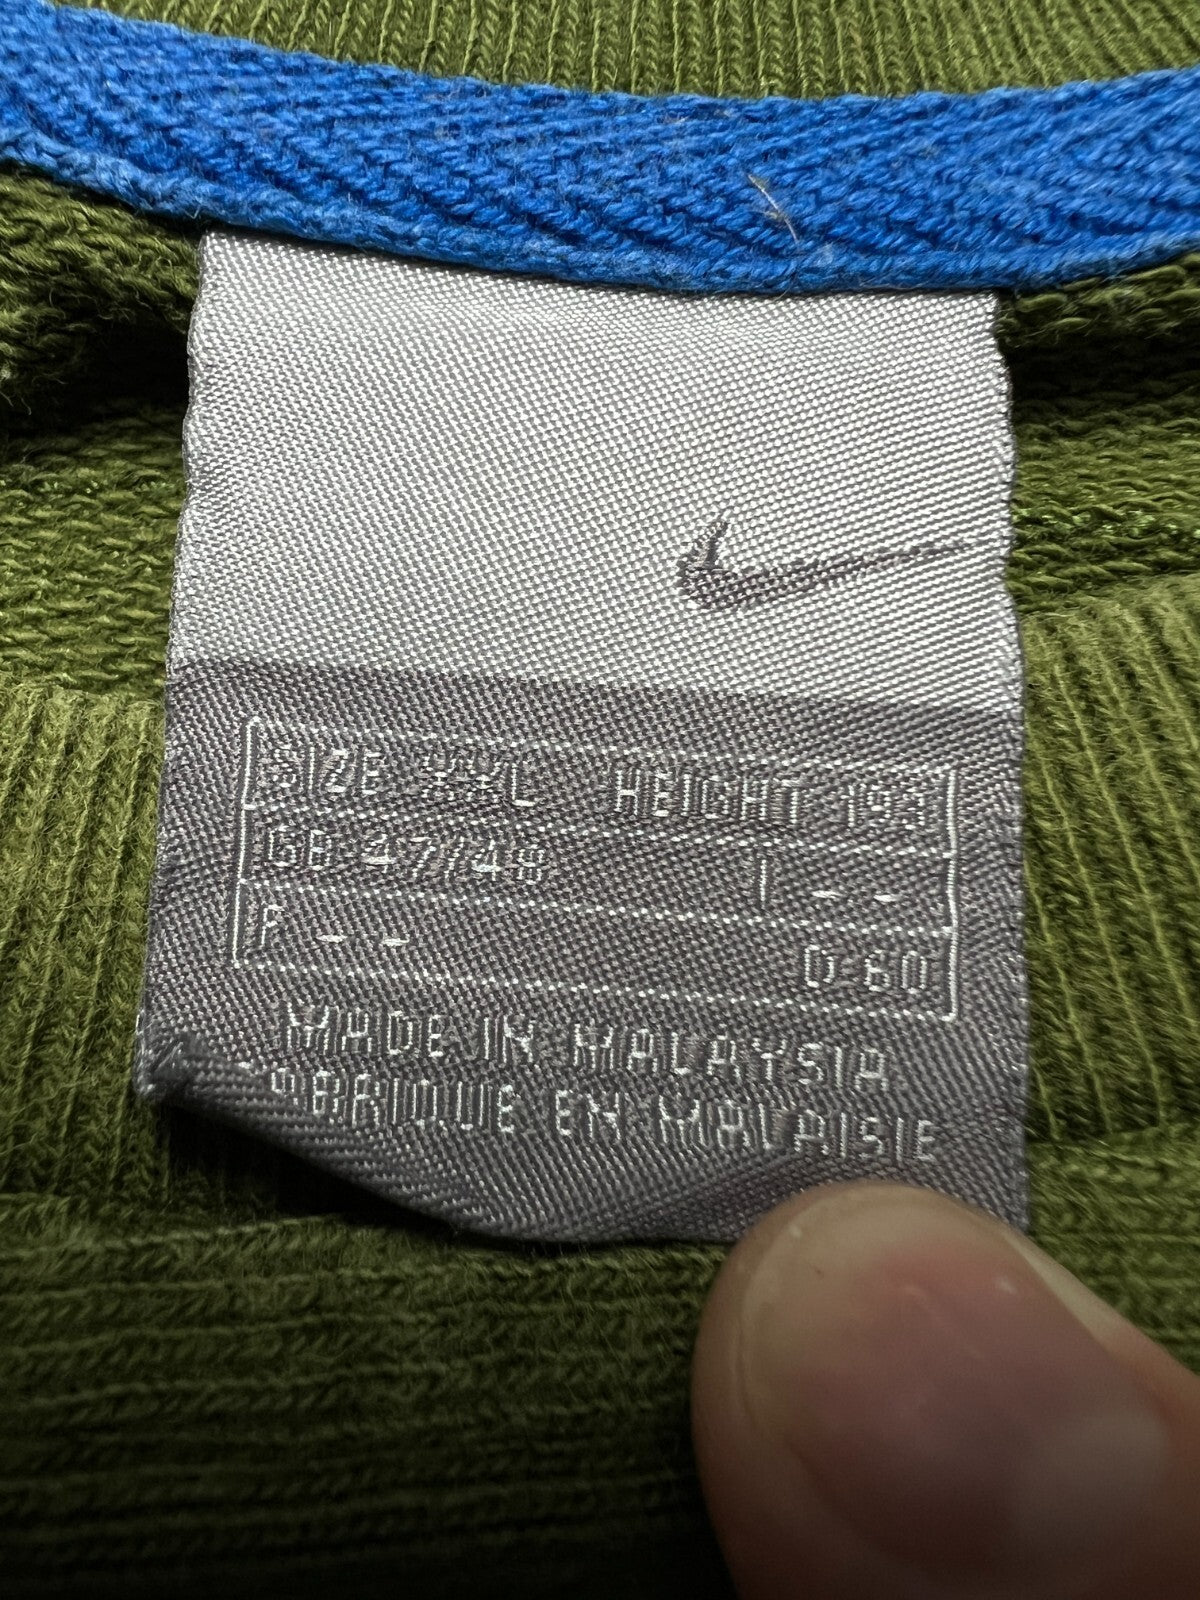 SIZE XXL HEIGHT 193
GB 47/48 I - -
F - - D 60
MADE IN MALAYSIA
FABRIQUE EN MALAISIE